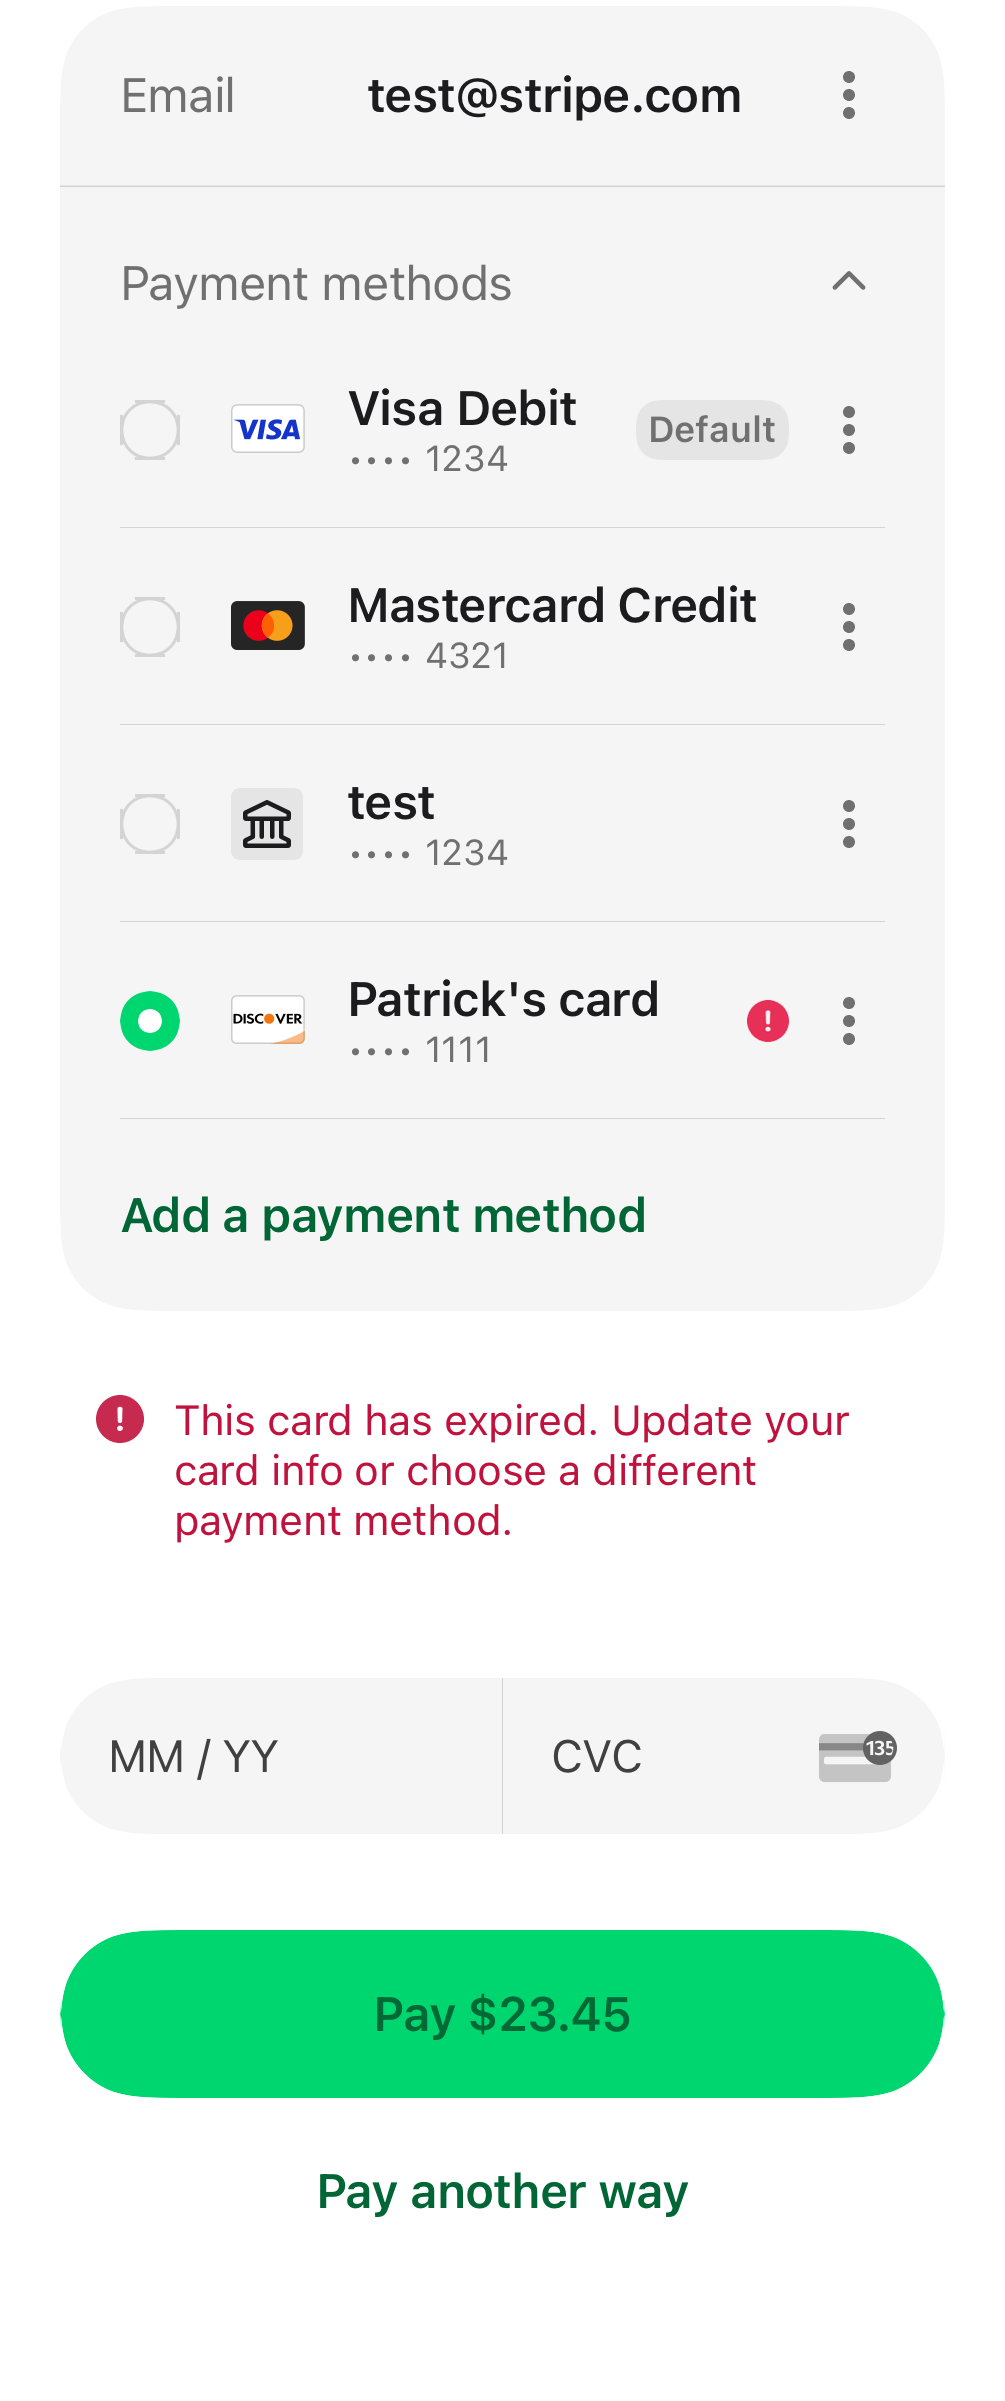 Email test@stripe.com
Payment methods
VISA Visa Debit Default
•••• 1234
Mastercard Credit
•••• 4321
test
•••• 1234
DISCOVER Patrick's card !
•••• 1111
Add a payment method
! This card has expired. Update your
card info or choose a different
payment method.
MM / YY CVC 135
Pay $23.45
Pay another way